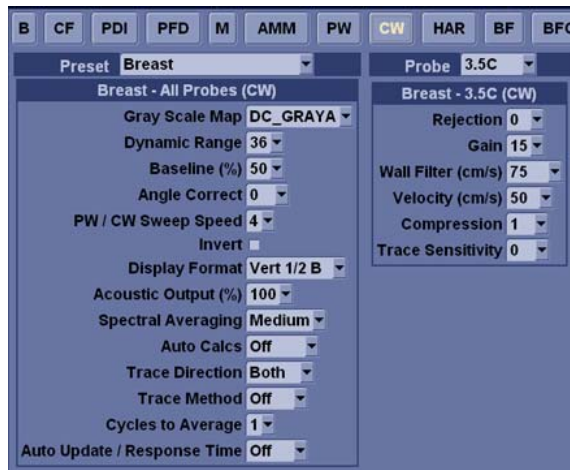 B CF PDI PFD M AMM PW CW HAR BF BFC
Preset Breast Probe 3.5C
Breast - All Probes (CW)
Gray Scale Map DC_GRAYA
Dynamic Range 36
Baseline (%) 50
Angle Correct 0
PW / CW Sweep Speed 4
Invert
Display Format Vert 1/2 B
Acoustic Output (%) 100
Spectral Averaging Medium
Auto Calcs Off
Trace Direction Both
Trace Method Off
Cycles to Average 1
Auto Update / Response Time Off
Breast - 3.5C (CW)
Rejection 0
Gain 15
Wall Filter (cm/s) 75
Velocity (cm/s) 50
Compression 1
Trace Sensitivity 0